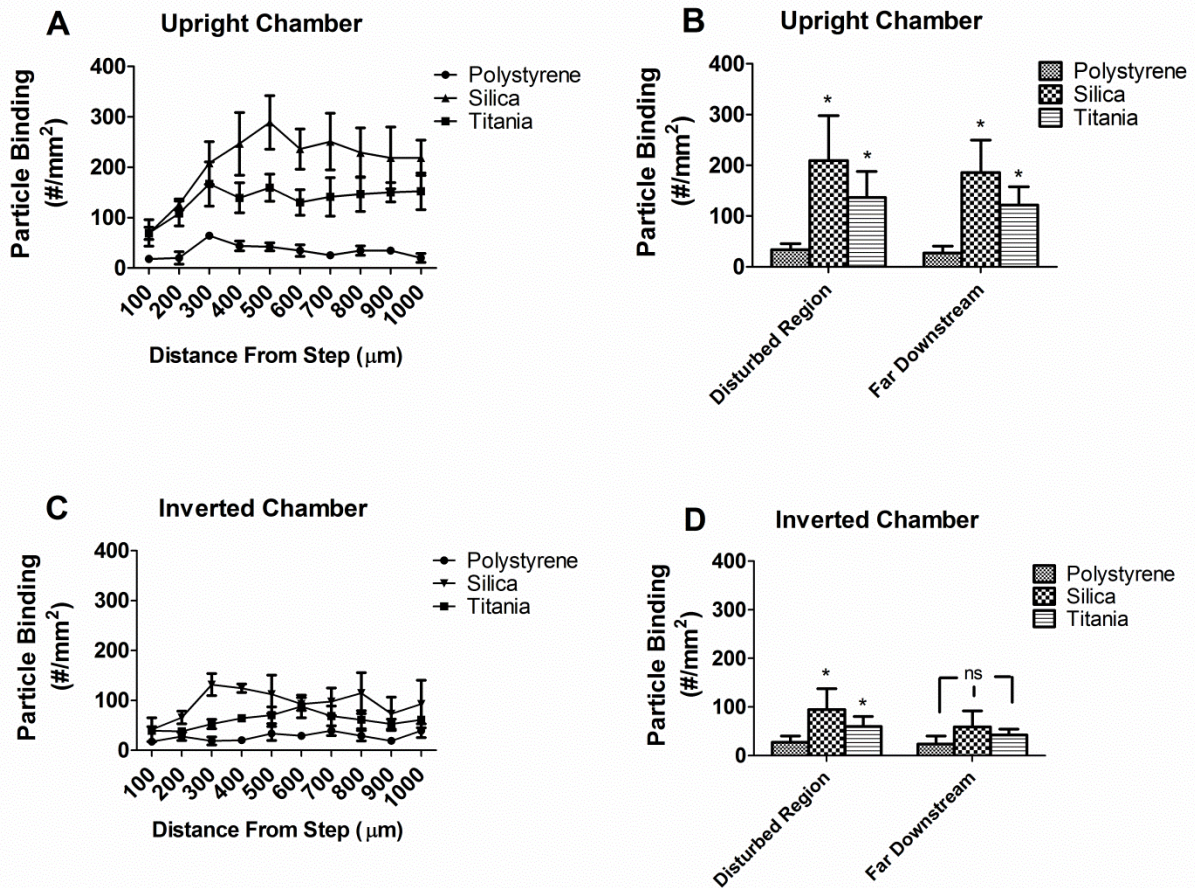 A
Upright Chamber
Particle Binding
(#/mm²)
400
300
200
100
0
100
200
300
400
500
600
700
800
900
1000
Distance From Step (μm)
Polystyrene
Silica
Titania
B
Upright Chamber
Particle Binding
(#/mm²)
400
300
200
100
0
*
*
*
*
Disturbed Region
Far Downstream
Polystyrene
Silica
Titania
C
Inverted Chamber
Particle Binding
(#/mm²)
400
300
200
100
0
100
200
300
400
500
600
700
800
900
1000
Distance From Step (μm)
Polystyrene
Silica
Titania
D
Inverted Chamber
Particle Binding
(#/mm²)
400
300
200
100
0
*
*
ns
Disturbed Region
Far Downstream
Polystyrene
Silica
Titania